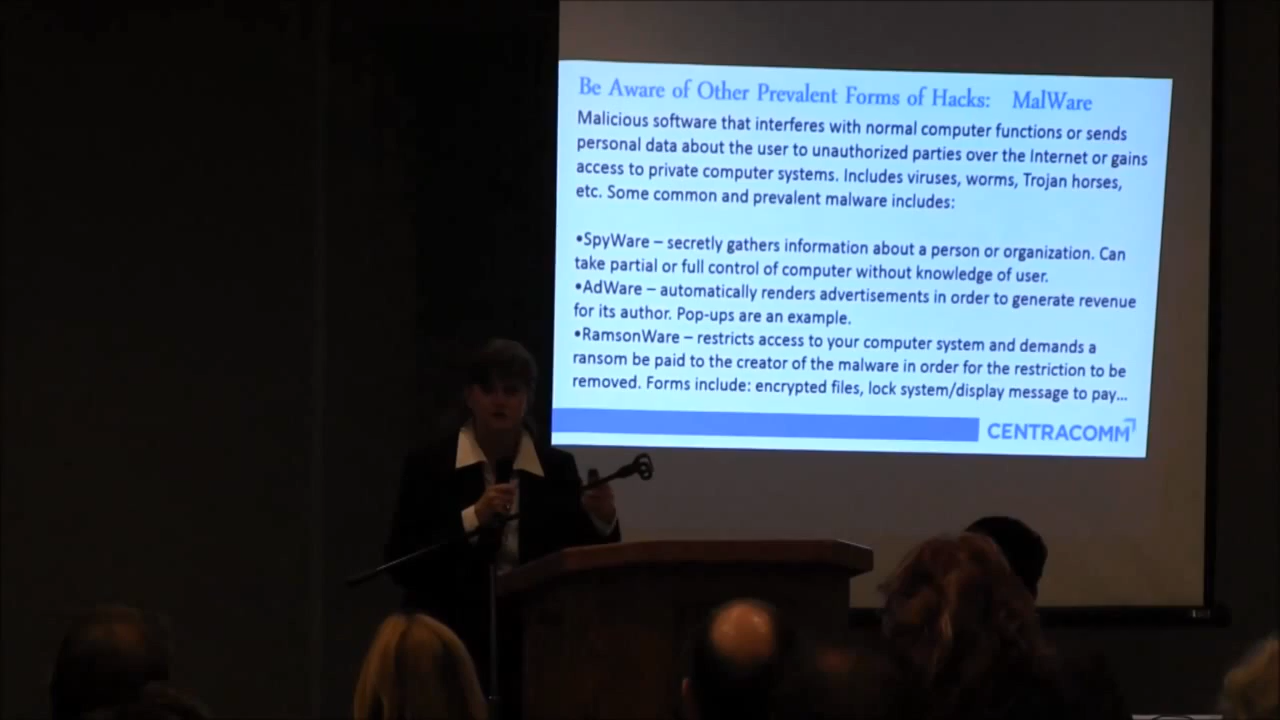 Be Aware of Other Prevalent Forms of Hacks: MalWare
Malicious software that interferes with normal computer functions or sends
personal data about the user to unauthorized parties over the Internet or gains
access to private computer systems. Includes viruses, worms, Trojan horses,
etc. Some common and prevalent malware includes:
•SpyWare – secretly gathers information about a person or organization. Can
take partial or full control of computer without knowledge of user.
•AdWare – automatically renders advertisements in order to generate revenue
for its author. Pop-ups are an example.
•RamsonWare – restricts access to your computer system and demands a
ransom be paid to the creator of the malware in order for the restriction to be
removed. Forms include: encrypted files, lock system/display message to pay...
CENTRACOMM